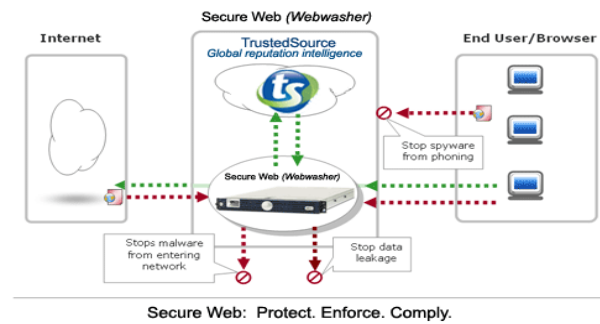 Secure Web (Webwasher)
Internet
TrustedSource
Global reputation intelligence
End User/Browser
ts
Stop spyware
from phoning
Secure Web (Webwasher)
Stops malware
from entering
network
Stop data
leakage
Secure Web: Protect. Enforce. Comply.